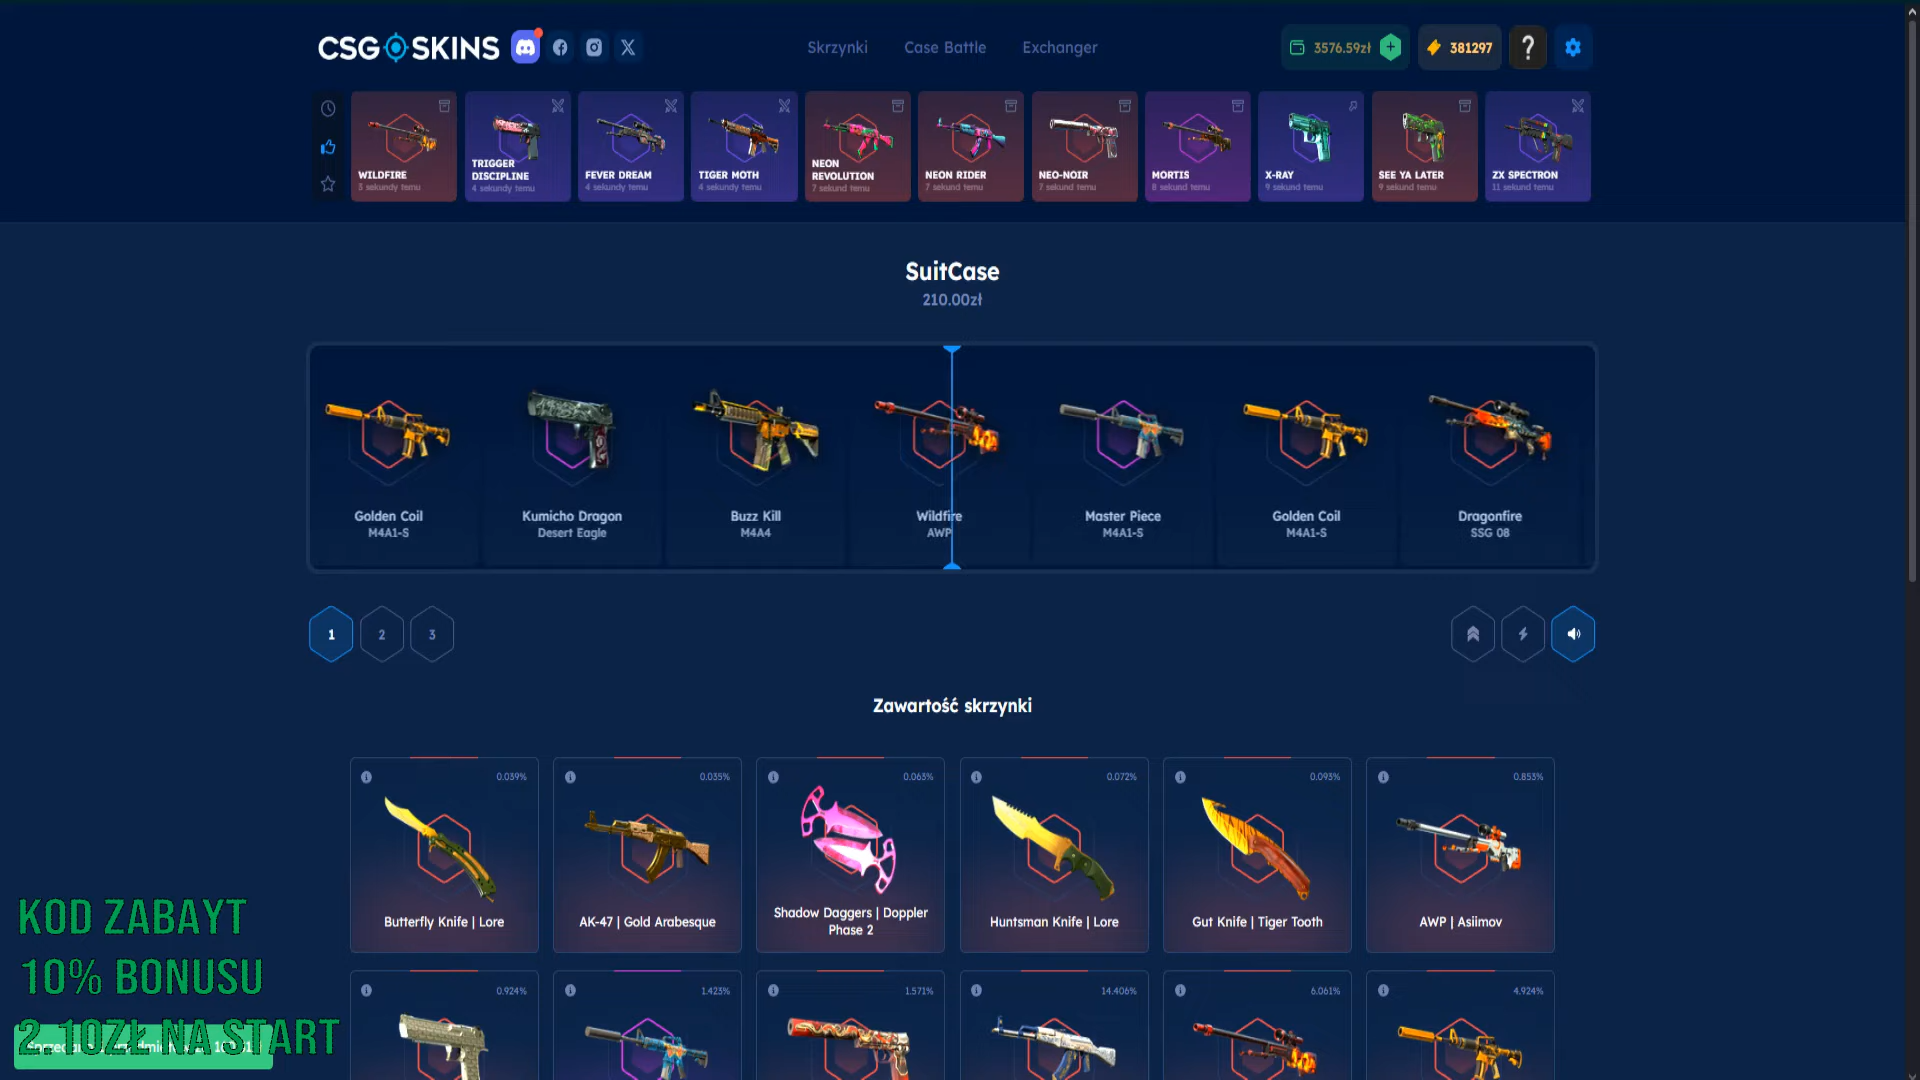 CSGOSKINS
Skrzynki
Case Battle
Exchanger
3576.59zł
381297
?
WILDFIRE
3 sekundy temu
TRIGGER
DISCIPLINE
4 sekundy temu
FEVER DREAM
4 sekundy temu
TIGER MOTH
4 sekundy temu
NEON
REVOLUTION
7 sekund temu
NEON RIDER
7 sekund temu
NEO-NOIR
7 sekund temu
MORTIS
8 sekund temu
X-RAY
9 sekund temu
SEE YA LATER
9 sekund temu
ZX SPECTRON
11 sekund temu
SuitCase
210.00zł
Golden Coil
M4A1-S
Kumicho Dragon
Desert Eagle
Buzz Kill
M4A4
Wildfire
AWP
Master Piece
M4A1-S
Golden Coil
M4A1-S
Dragonfire
SSG 08
1
2
3
Zawartość skrzynki
0.039%
Butterfly Knife | Lore
0.035%
AK-47 | Gold Arabesque
0.063%
Shadow Daggers | Doppler
Phase 2
0.072%
Huntsman Knife | Lore
0.093%
Gut Knife | Tiger Tooth
0.853%
AWP | Asiimov
0.924%
1.423%
1.571%
14.406%
6.061%
4.924%
KOD ZABAYT
10% BONUSU
2.10ZŁ NA START